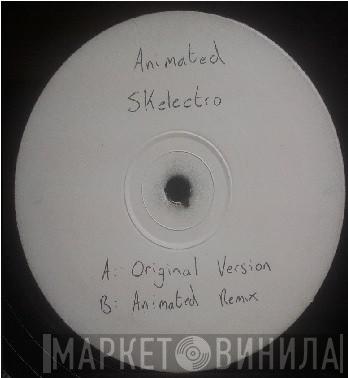 Animated
SKelectro
A: Original Version
B: Animated Remix
МАРКЕТ ВИНИЛА